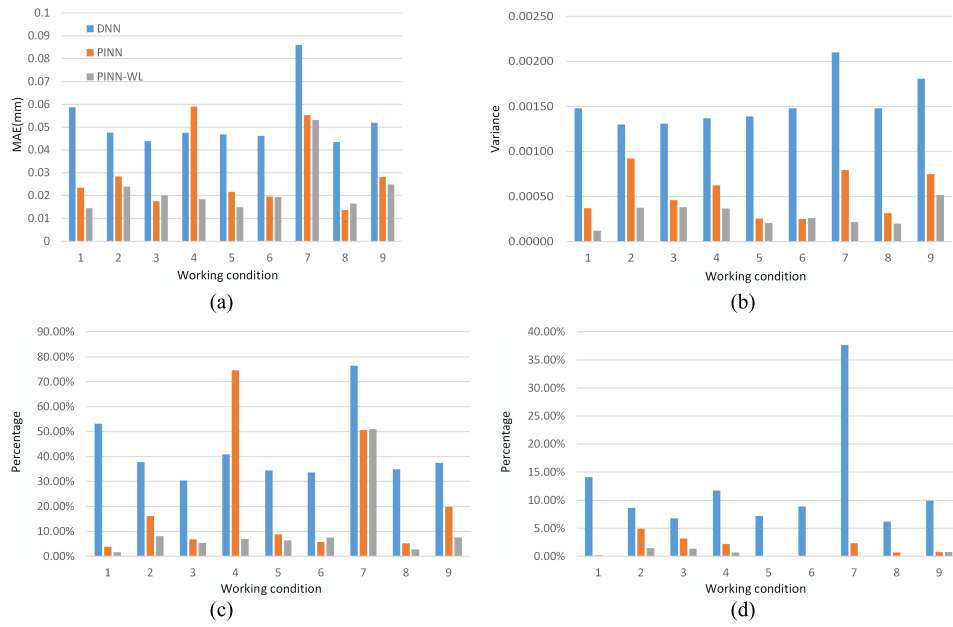 0.1
0.09
0.08
0.07
0.06
0.05
0.04
0.03
0.02
0.01
0
MAE(mm)
DNN
PINN
PINN-WL
1 2 3 4 5 6 7 8 9
Working condition
(a)
0.00250
0.00200
0.00150
0.00100
0.00050
0.00000
Variance
1 2 3 4 5 6 7 8 9
Working condition
(b)
90.00%
80.00%
70.00%
60.00%
50.00%
40.00%
30.00%
20.00%
10.00%
0.00%
Percentage
1 2 3 4 5 6 7 8 9
Working condition
(c)
40.00%
35.00%
30.00%
25.00%
20.00%
15.00%
10.00%
5.00%
0.00%
Percentage
1 2 3 4 5 6 7 8 9
Working condition
(d)